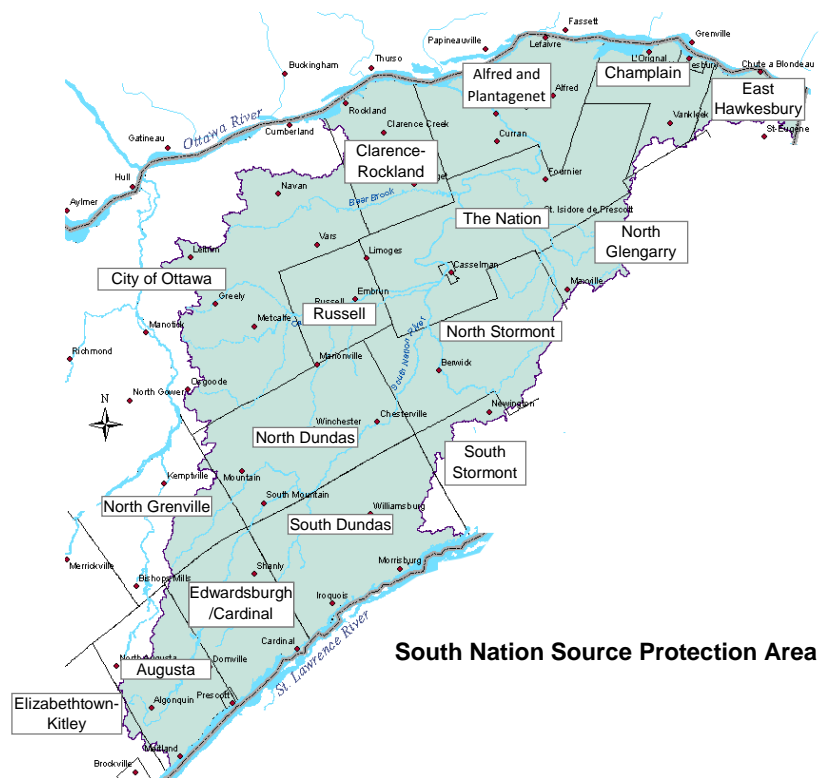 Fassett
Papineauville
Lefaivre
Grenville
L'Orignal
Thurso
Buckingham
Chute a Blondeau
Champlain
Alfred and
Plantagenet
Alfred
East
Hawkesbury
Rockland
Ottawa River
Cumberland
Clarence Creek
Curran
Vankleek
St-Eugene
Gatineau
Clarence-
Rockland
Hull
Fournier
Navan
Bear Brook
Aylmer
The Nation
St. Isidore de Prescott
North
Glengarry
Vars
Limoges
Leitrim
Casselman
City of Ottawa
Maxville
Greely
Russell
Embrun
Russell
Metcalfe
North Stormont
Manotick
South Nation River
Richmond
Marionville
Berwick
Osgoode
North Gower
N
Newington
Winchester
Chesterville
North Dundas
South
Stormont
Mountain
Kemptville
North Grenville
South Mountain
Williamsburg
South Dundas
Merrickville
Shanly
Morrisburg
Bishops Mills
Edwardsburgh
/Cardinal
Iroquois
St. Lawrence River
Cardinal
South Nation Source Protection Area
Domville
Augusta
Prescott
Algonquin
Elizabethtown-
Kitley
Maitland
Brockville